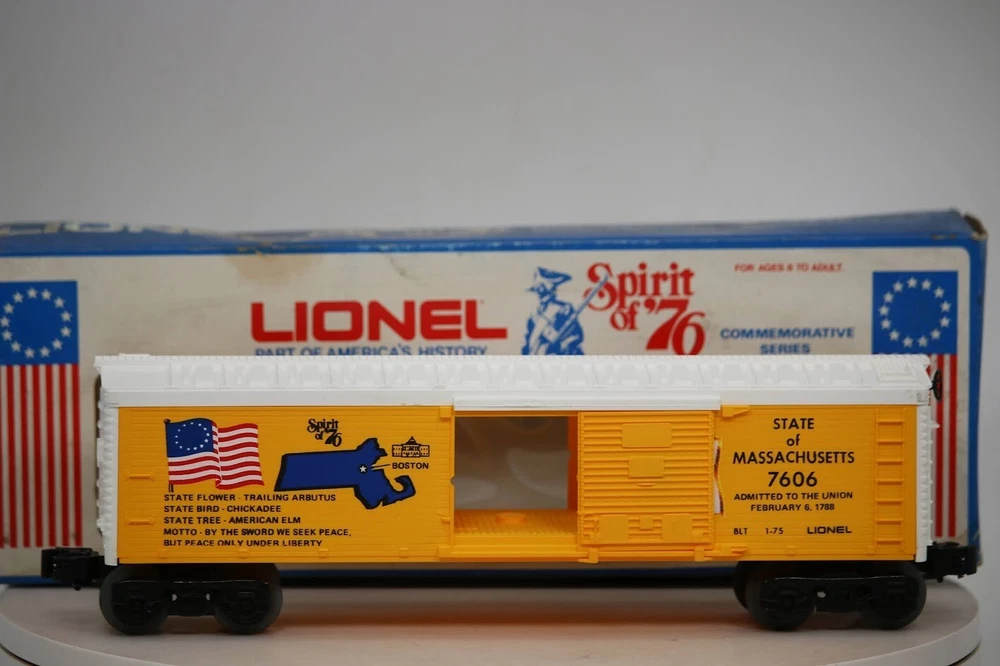 LIONEL
PART OF AMERICA'S HISTORY
Spirit
of '76
FOR AGES 8 TO ADULT
COMMEMORATIVE
SERIES
Spirit
of '76
BOSTON
STATE FLOWER - TRAILING ARBUTUS
STATE BIRD - CHICKADEE
STATE TREE - AMERICAN ELM
MOTTO - BY THE SWORD WE SEEK PEACE,
BUT PEACE ONLY UNDER LIBERTY
STATE
of
MASSACHUSETTS
7606
ADMITTED TO THE UNION
FEBRUARY 6, 1788
BLT 1-75 LIONEL